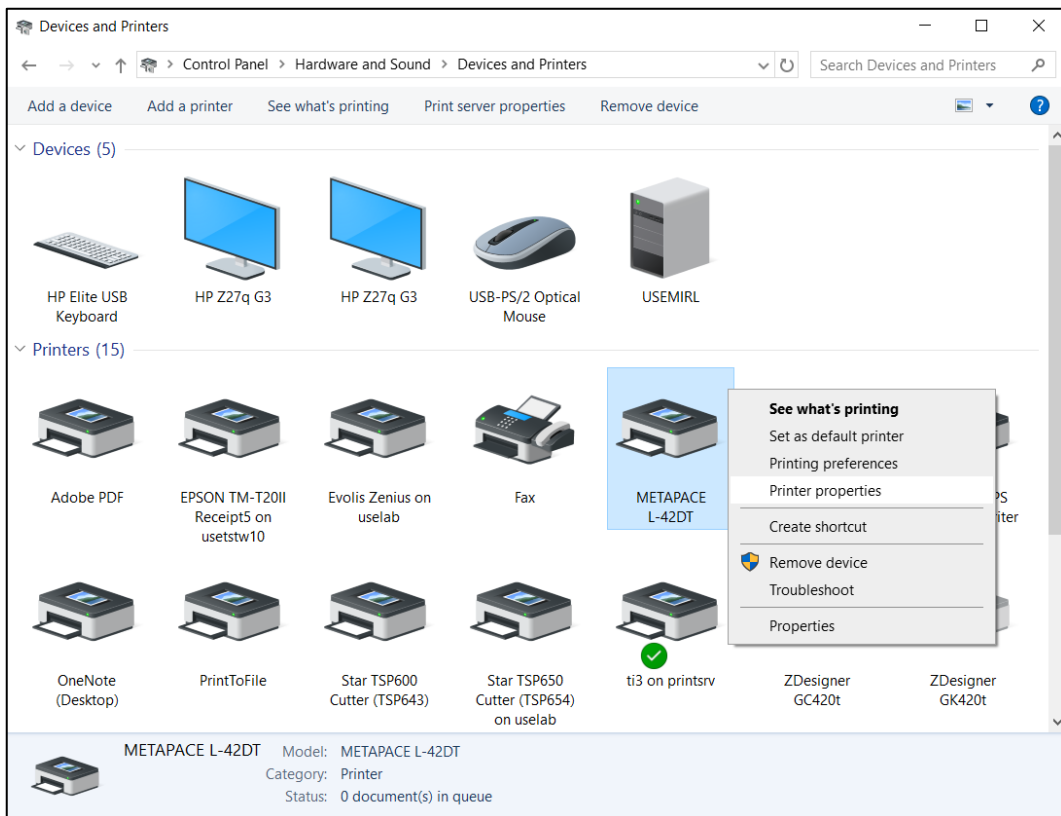 Devices and Printers
Control Panel > Hardware and Sound > Devices and Printers
Search Devices and Printers
Add a device Add a printer See what's printing Print server properties Remove device
?
Devices (5)
HP Elite USB
Keyboard
HP Z27q G3
HP Z27q G3
USB-PS/2 Optical
Mouse
USEMIRL
Printers (15)
Adobe PDF
EPSON TM-T20II
Receipt5 on
usetstw10
Evolis Zenius on
uselab
Fax
METAPACE
L-42DT
See what's printing
Set as default printer
Printing preferences
Printer properties
Create shortcut
Remove device
Troubleshoot
Properties
OneNote
(Desktop)
PrintToFile
Star TSP600
Cutter (TSP643)
Star TSP650
Cutter (TSP654)
on uselab
ti3 on printsrv
ZDesigner
GC420t
ZDesigner
GK420t
METAPACE L-42DT Model: METAPACE L-42DT
Category: Printer
Status: 0 document(s) in queue